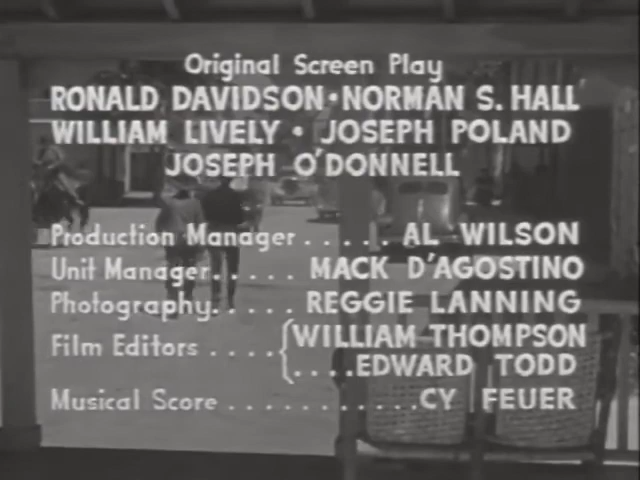 Original Screen Play
RONALD DAVIDSON • NORMAN S. HALL
WILLIAM LIVELY • JOSEPH POLAND
JOSEPH O'DONNELL
Production Manager ..... AL WILSON
Unit Manager..... MACK D'AGOSTINO
Photography..... REGGIE LANNING
Film Editors .... {WILLIAM THOMPSON
....EDWARD TODD
Musical Score ...........CY FEUER